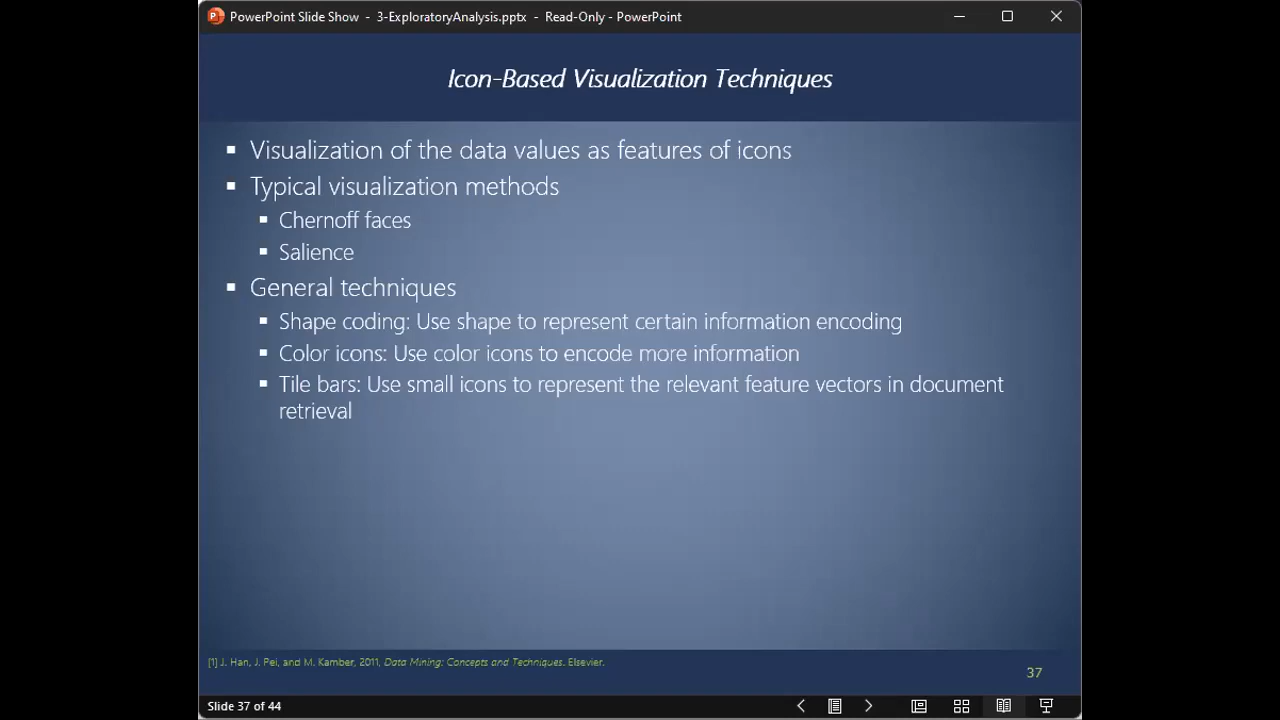 PowerPoint Slide Show - 3-ExploratoryAnalysis.pptx - Read-Only - PowerPoint
Icon-Based Visualization Techniques
▪ Visualization of the data values as features of icons
▪ Typical visualization methods
▪ Chernoff faces
▪ Salience
▪ General techniques
▪ Shape coding: Use shape to represent certain information encoding
▪ Color icons: Use color icons to encode more information
▪ Tile bars: Use small icons to represent the relevant feature vectors in document
retrieval
[1] J. Han, J. Pei, and M. Kamber, 2011, Data Mining: Concepts and Techniques. Elsevier.
37
Slide 37 of 44